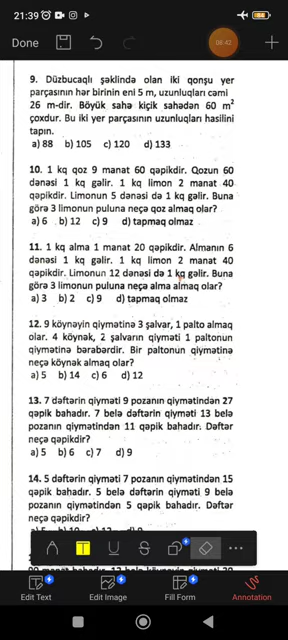 21:39
08:42
Done
9. Düzbucaqlı şəklində olan iki qonşu yer
parçasının hər birinin eni 5 m, uzunluqları cəmi
26 m-dir. Böyük sahə kiçik sahədən 60 m²
çoxdur. Bu iki yer parçasının uzunluqları hasilini
tapın.
a) 88 b) 105 c) 120 d) 133
10. 1 kq qoz 9 manat 60 qəpikdir. Qozun 60
dənəsi 1 kq gəlir. 1 kq limon 2 manat 40
qəpikdir. Limonun 5 dənəsi də 1 kq gəlir. Buna
görə 3 limonun puluna neçə qoz almaq olar?
a) 6 b) 12 c) 9 d) tapmaq olmaz
11. 1 kq alma 1 manat 20 qəpikdir. Almanın 6
dənəsi 1 kq gəlir. 1 kq limon 2 manat 40
qəpikdir. Limonun 12 dənəsi də 1 kq gəlir. Buna
görə 3 limonun puluna neçə alma almaq olar?
a) 3 b) 2 c) 9 d) tapmaq olmaz
12. 9 köynəyin qiymətinə 3 şalvar, 1 palto almaq
olar. 4 köynək, 2 şalvarın qiyməti 1 paltonun
qiymətinə bərabərdir. Bir paltonun qiymətinə
neçə köynək almaq olar?
a) 5 b) 14 c) 6 d) 12
13. 7 dəftərin qiyməti 9 pozanın qiymətindən 27
qəpik bahadır. 7 belə dəftərin qiyməti 13 belə
pozanın qiymətindən 11 qəpik bahadır. Dəftər
neçə qəpikdir?
a) 5 b) 6 c) 7 d) 9
14. 5 dəftərin qiyməti 7 pozanın qiymətindən 15
qəpik bahadır. 5 belə dəftərin qiyməti 9 belə
pozanın qiymətindən 5 qəpik bahadır. Dəftər
neçə qəpikdir?
Edit Text
Edit Image
Fill Form
Annotation